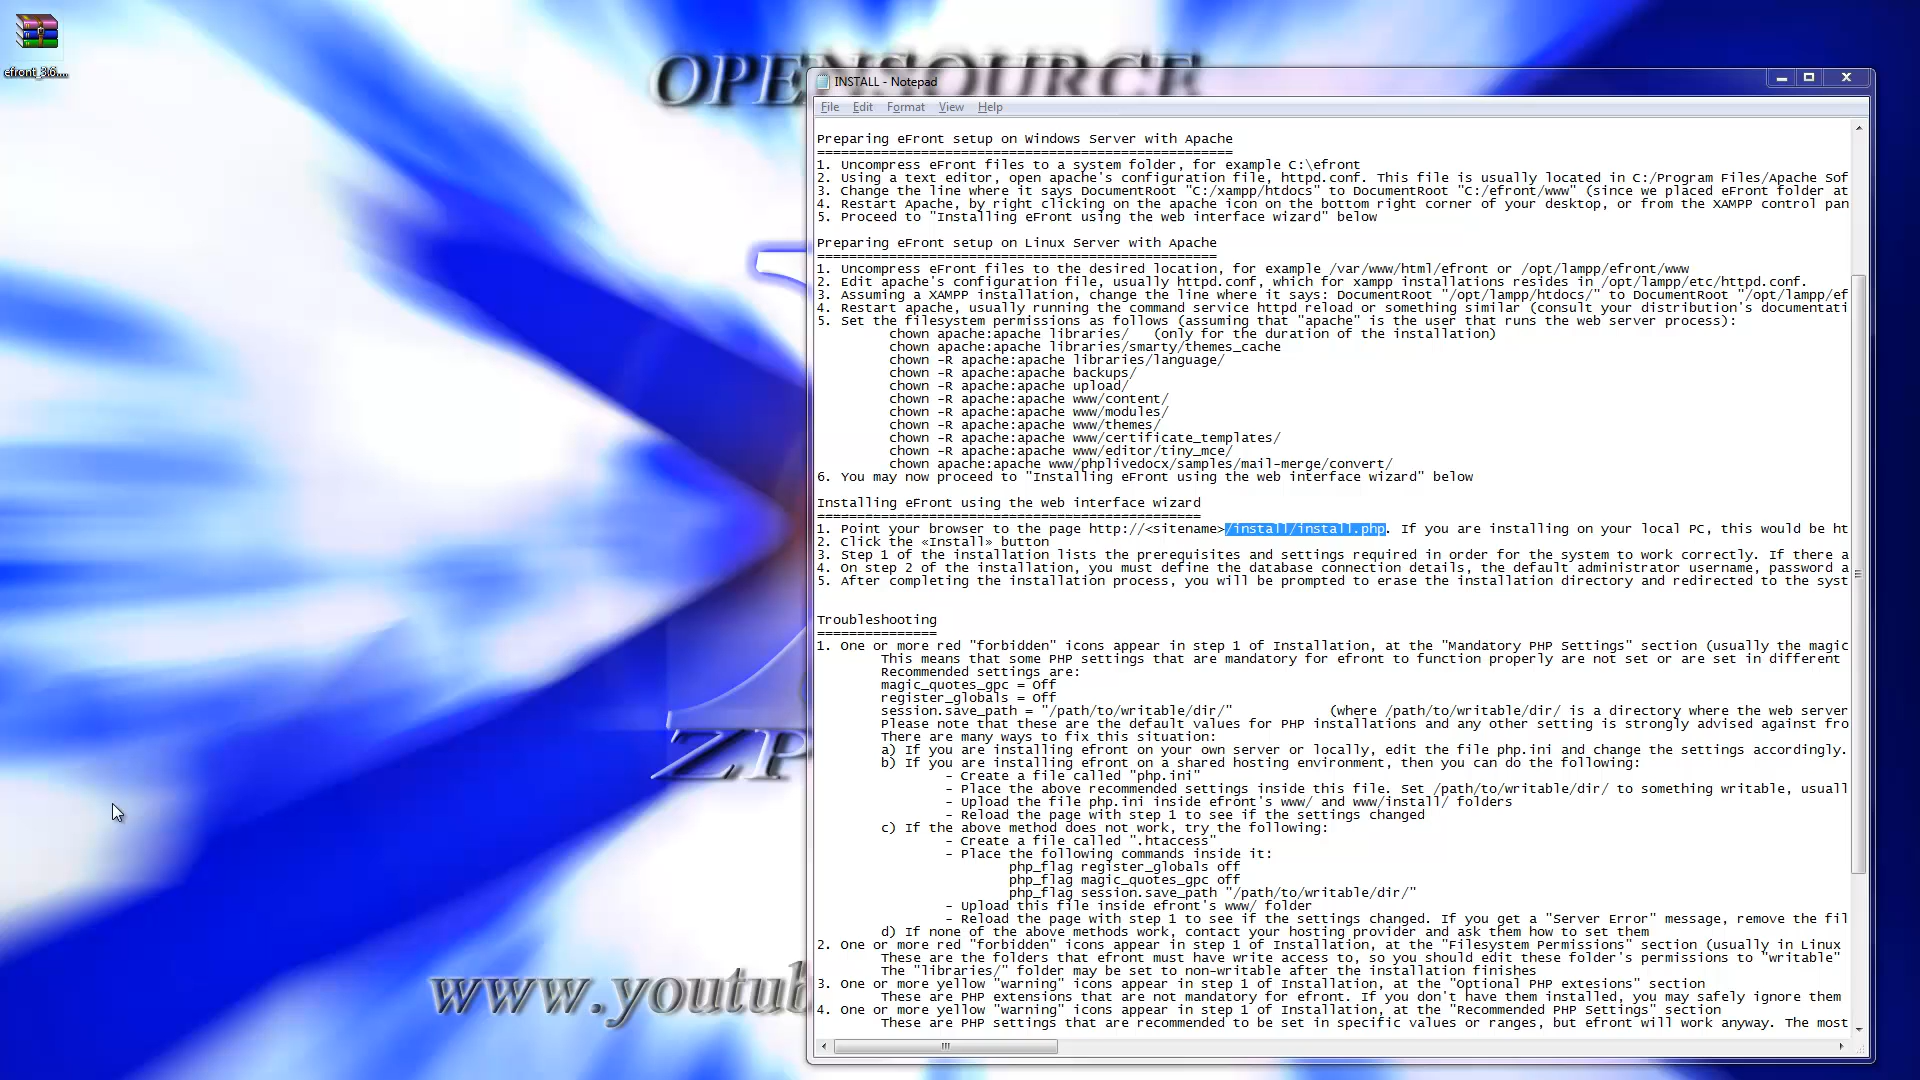 OPENSOURCE
efront_3.6....
INSTALL - Notepad
File Edit Format View Help
Preparing eFront setup on Windows Server with Apache
====================================================
1. Uncompress eFront files to a system folder, for example C:\efront
2. Using a text editor, open apache's configuration file, httpd.conf. This file is usually located in C:/Program Files/Apache Sof
3. Change the line where it says DocumentRoot "C:/xampp/htdocs" to DocumentRoot "C:/efront/www" (since we placed eFront folder at
4. Restart Apache, by right clicking on the apache icon on the bottom right corner of your desktop, or from the XAMPP control pan
5. Proceed to "Installing eFront using the web interface wizard" below
Preparing eFront setup on Linux Server with Apache
==================================================
1. Uncompress eFront files to the desired location, for example /var/www/html/efront or /opt/lampp/efront/www
2. Edit apache's configuration file, usually httpd.conf, which for xampp installations resides in /opt/lampp/etc/httpd.conf.
3. Assuming a XAMPP installation, change the line where it says: DocumentRoot "/opt/lampp/htdocs/" to DocumentRoot "/opt/lampp/ef
4. Restart apache, usually running the command service httpd reload or something similar (consult your distribution's documentati
5. Set the filesystem permissions as follows (assuming that "apache" is the user that runs the web server process):
chown apache:apache libraries/ (only for the duration of the installation)
chown apache:apache libraries/smarty/themes_cache
chown -R apache:apache libraries/language/
chown -R apache:apache backups/
chown -R apache:apache upload/
chown -R apache:apache www/content/
chown -R apache:apache www/modules/
chown -R apache:apache www/themes/
chown -R apache:apache www/certificate_templates/
chown -R apache:apache www/editor/tiny_mce/
chown apache:apache www/phplivedocx/samples/mail-merge/convert/
6. You may now proceed to "Installing eFront using the web interface wizard" below
Installing eFront using the web interface wizard
================================================
1. Point your browser to the page http://<sitename>/install/install.php. If you are installing on your local PC, this would be ht
2. Click the «Install» button
3. Step 1 of the installation lists the prerequisites and settings required in order for the system to work correctly. If there a
4. On step 2 of the installation, you must define the database connection details, the default administrator username, password a
5. After completing the installation process, you will be prompted to erase the installation directory and redirected to the syst
Troubleshooting
===============
1. One or more red "forbidden" icons appear in step 1 of Installation, at the "Mandatory PHP Settings" section (usually the magic
This means that some PHP settings that are mandatory for efront to function properly are not set or are set in different
Recommended settings are:
magic_quotes_gpc = Off
register_globals = Off
session.save_path = "/path/to/writable/dir/" (where /path/to/writable/dir/ is a directory where the web server
Please note that these are the default values for PHP installations and any other setting is strongly advised against fro
There are many ways to fix this situation:
a) If you are installing efront on your own server or locally, edit the file php.ini and change the settings accordingly.
b) If you are installing efront on a shared hosting environment, then you can do the following:
- Create a file called "php.ini"
- Place the above recommended settings inside this file. Set /path/to/writable/dir/ to something writable, usuall
- Upload the file php.ini inside efront's www/ and www/install/ folders
- Reload the page with step 1 to see if the settings changed
c) If the above method does not work, try the following:
- Create a file called ".htaccess"
- Place the following commands inside it:
php_flag register_globals off
php_flag magic_quotes_gpc off
php_flag session.save_path "/path/to/writable/dir/"
- Upload this file inside efront's www/ folder
- Reload the page with step 1 to see if the settings changed. If you get a "Server Error" message, remove the fil
d) If none of the above methods work, contact your hosting provider and ask them how to set them
2. One or more red "forbidden" icons appear in step 1 of Installation, at the "Filesystem Permissions" section (usually in Linux
These are the folders that efront must have write access to, so you should edit these folder's permissions to "writable"
The "libraries/" folder may be set to non-writable after the installation finishes
3. One or more yellow "warning" icons appear in step 1 of Installation, at the "Optional PHP extesions" section
These are PHP extensions that are not mandatory for efront. If you don't have them installed, you may safely ignore them
4. One or more yellow "warning" icons appear in step 1 of Installation, at the "Recommended PHP Settings" section
These are PHP settings that are recommended to be set in specific values or ranges, but efront will work anyway. The most
ZP
www.youtub